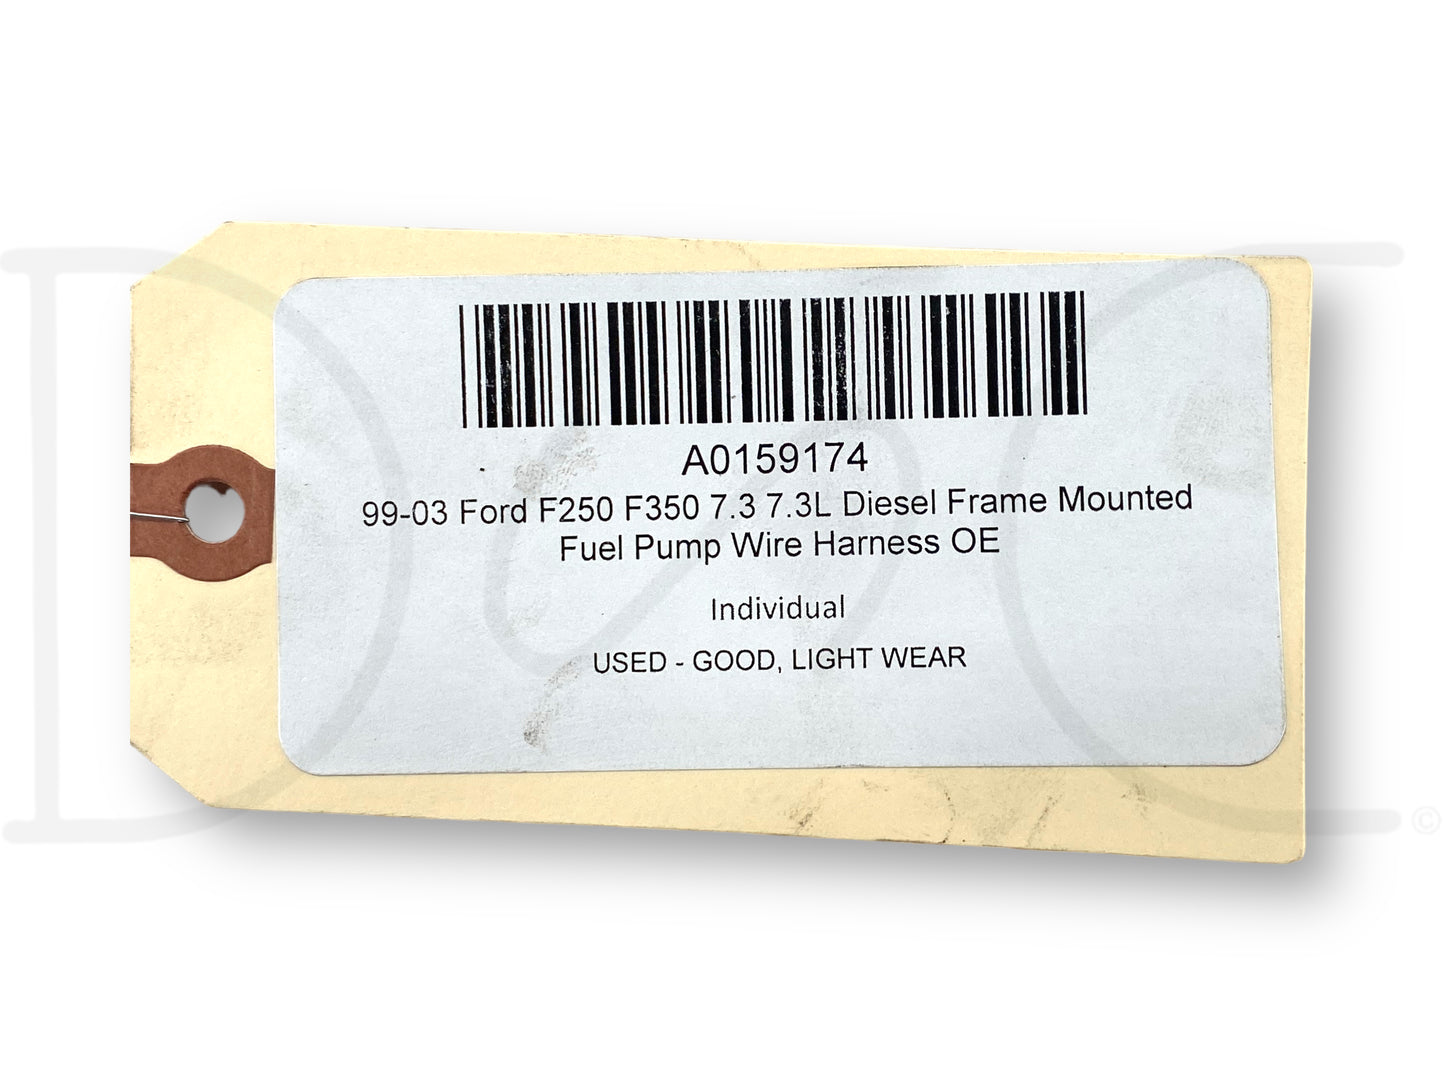 A0159174
99-03 Ford F250 F350 7.3 7.3L Diesel Frame Mounted
Fuel Pump Wire Harness OE
Individual
USED - GOOD, LIGHT WEAR
D C
©